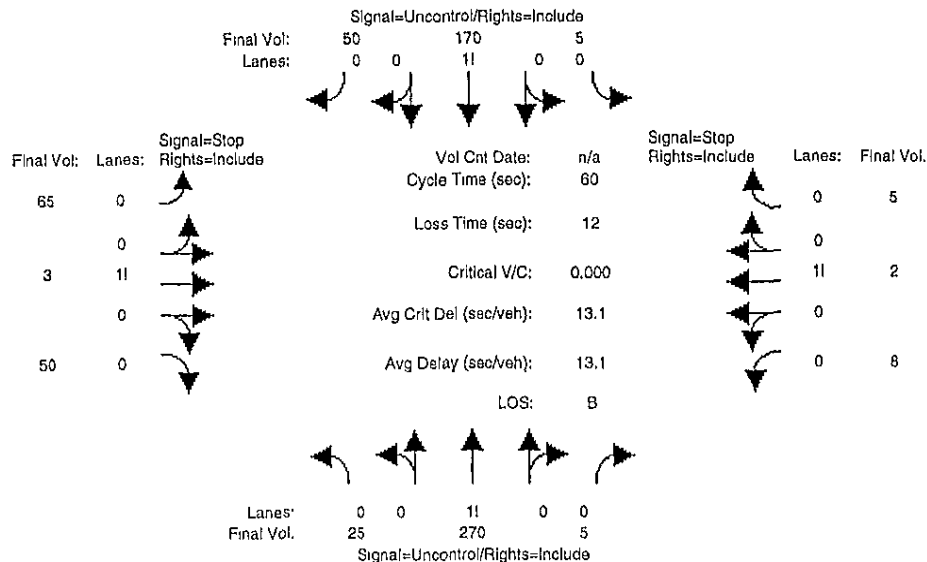 Signal=Uncontrol/Rights=Include
Final Vol: 50 170 5
Lanes: 0 0 1! 0 0
Signal=Stop
Final Vol: Lanes: Rights=Include
65 0
0
3 1!
0
50 0
Vol Cnt Date: n/a
Cycle Time (sec): 60
Loss Time (sec): 12
Critical V/C: 0.000
Avg Crit Del (sec/veh): 13.1
Avg Delay (sec/veh): 13.1
LOS: B
Signal=Stop
Rights=Include Lanes: Final Vol.
0 5
0
1! 2
0
0 8
Lanes: 0 0 1! 0 0
Final Vol. 25 270 5
Signal=Uncontrol/Rights=Include